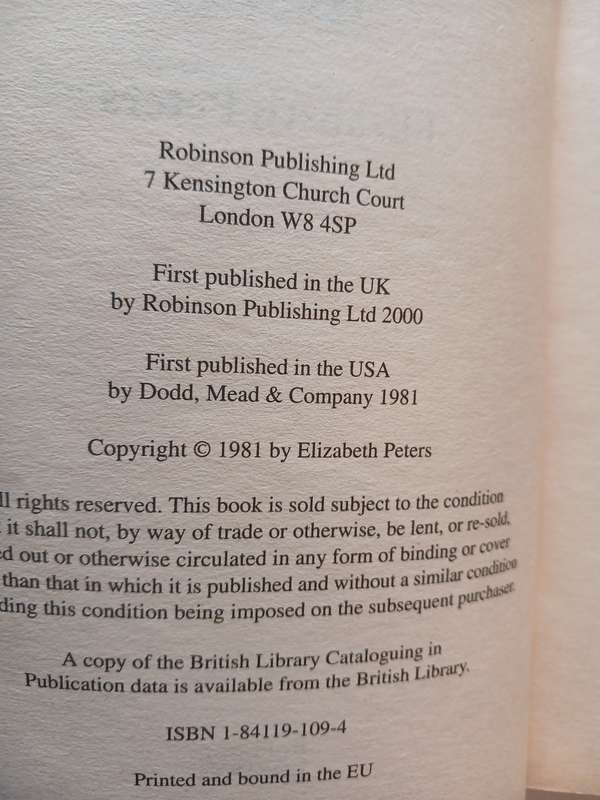 Robinson Publishing Ltd
7 Kensington Church Court
London W8 4SP
First published in the UK
by Robinson Publishing Ltd 2000
First published in the USA
by Dodd, Mead & Company 1981
Copyright © 1981 by Elizabeth Peters
rights reserved. This book is sold subject to the condition
it shall not, by way of trade or otherwise, be lent, or re-sold,
out or otherwise circulated in any form of binding or cover
than that in which it is published and without a similar condition
this condition being imposed on the subsequent purchaser.
A copy of the British Library Cataloguing in
Publication data is available from the British Library.
ISBN 1-84119-109-4
Printed and bound in the EU